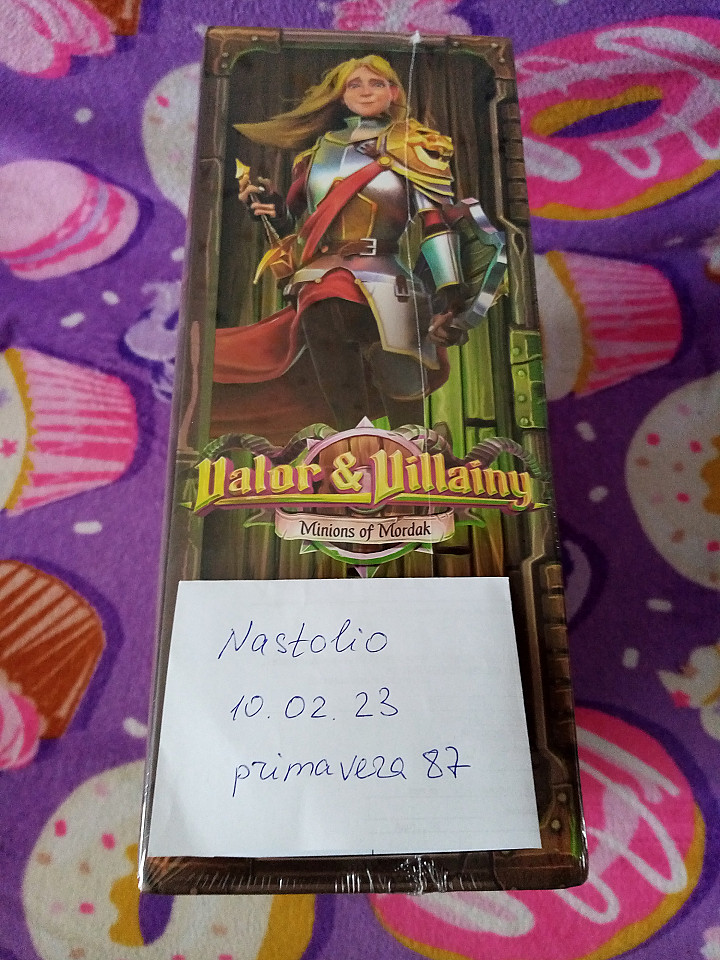 Valor & Villainy
Minions of Mordak
Nastolio
10.02.23
primavera 87